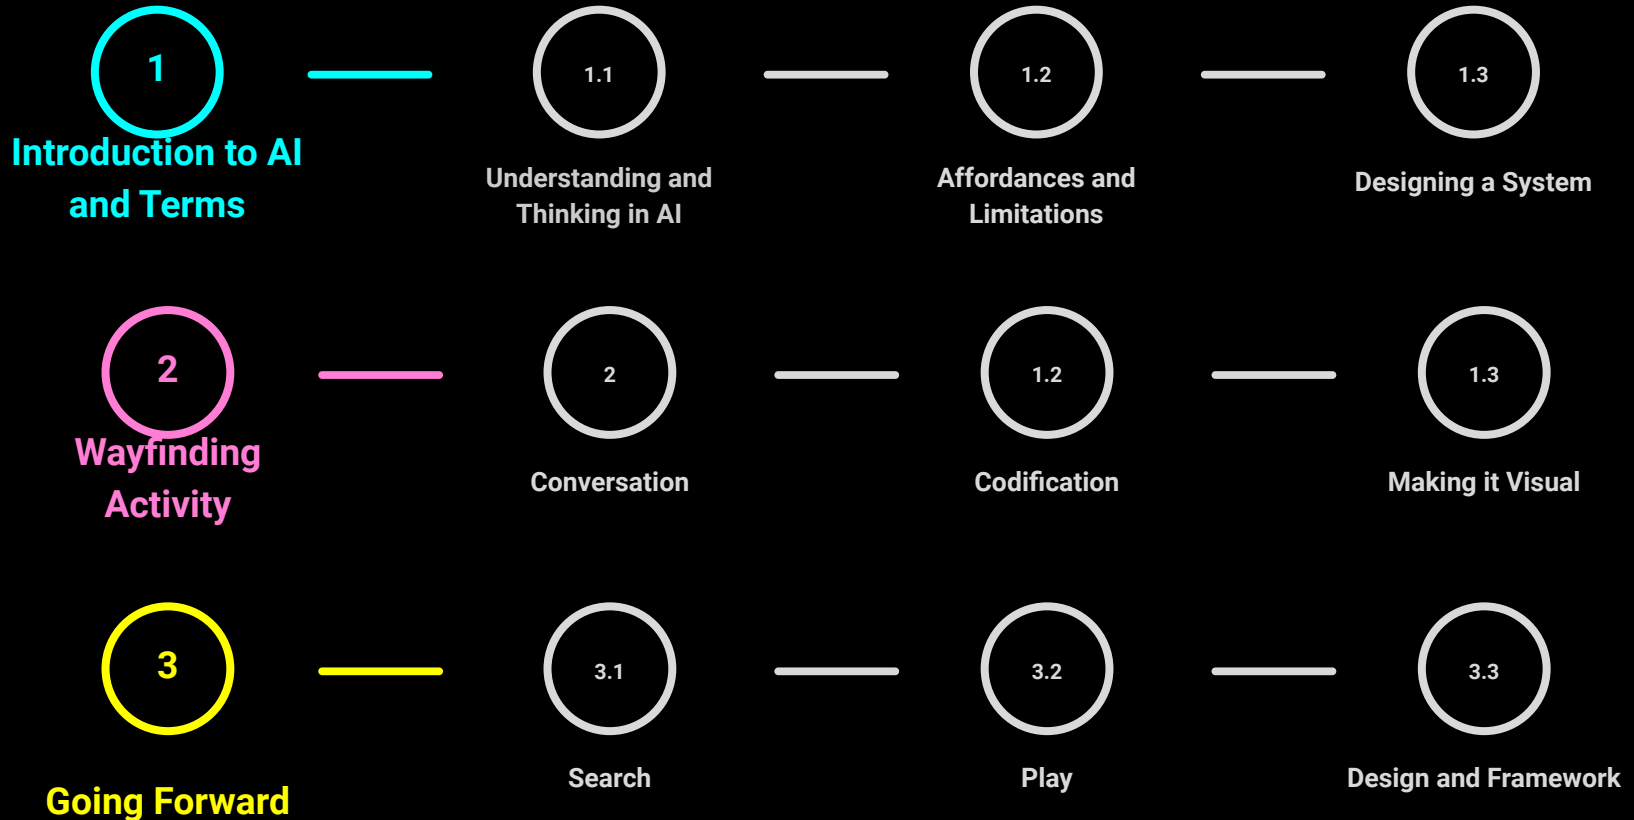 1
1.1
1.2
1.3
Introduction to AI
and Terms
Understanding and
Thinking in AI
Affordances and
Limitations
Designing a System
2
2
1.2
1.3
Wayfinding
Activity
Conversation
Codification
Making it Visual
3
3.1
3.2
3.3
Going Forward
Search
Play
Design and Framework